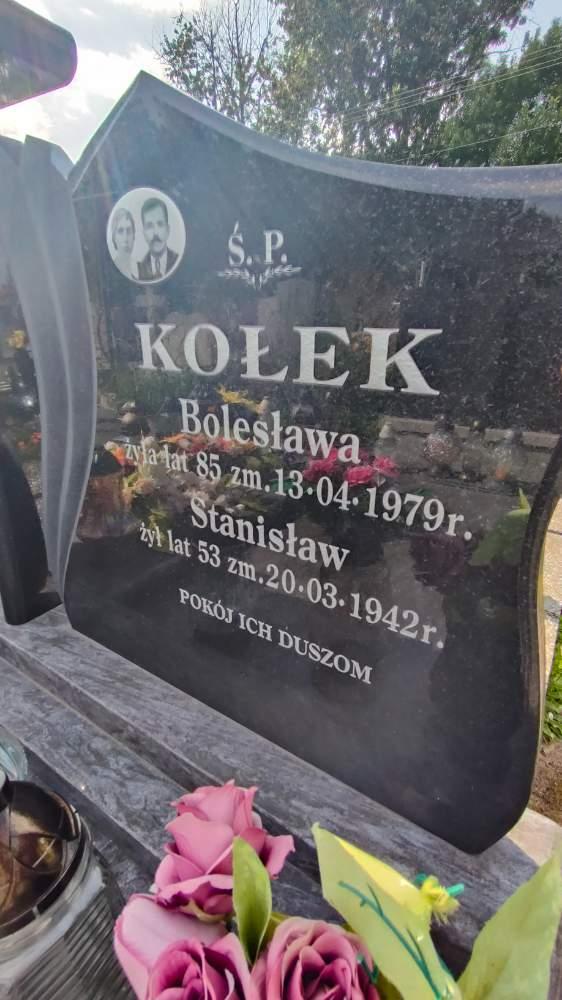 Ś. P.
KOŁEK
Bolesława
żyła lat 85 zm. 13·04·1979r.
Stanisław
żył lat 53 zm. 20·03·1942r.
POKÓJ ICH DUSZOM